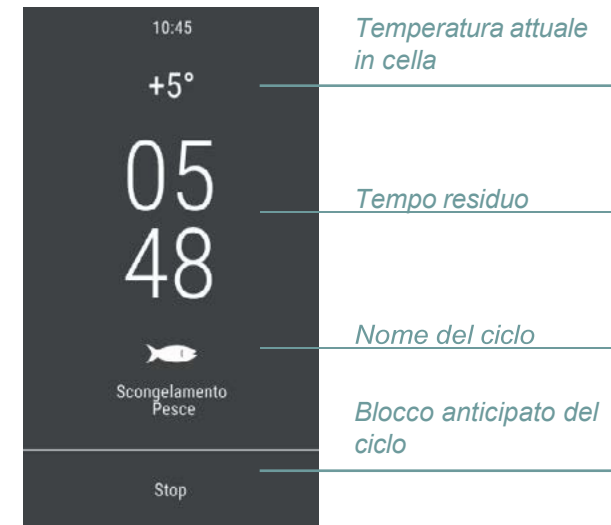 10:45
+5°
05
48
Scongelamento
Pesce
Stop
Temperatura attuale
in cella
Tempo residuo
Nome del ciclo
Blocco anticipato del
ciclo